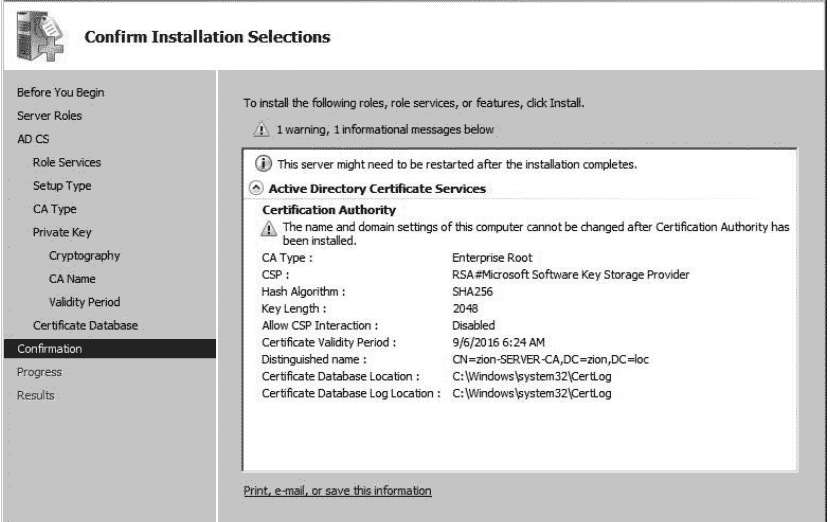 Confirm Installation Selections
Before You Begin
Server Roles
AD CS
Role Services
Setup Type
CA Type
Private Key
Cryptography
CA Name
Validity Period
Certificate Database
Confirmation
Progress
Results
To install the following roles, role services, or features, click Install.
1 warning, 1 informational messages below
This server might need to be restarted after the installation completes.
Active Directory Certificate Services
Certification Authority
The name and domain settings of this computer cannot be changed after Certification Authority has
been installed.
CA Type : Enterprise Root
CSP : RSA#Microsoft Software Key Storage Provider
Hash Algorithm : SHA256
Key Length : 2048
Allow CSP Interaction : Disabled
Certificate Validity Period : 9/6/2016 6:24 AM
Distinguished name : CN=zion-SERVER-CA,DC=zion,DC=loc
Certificate Database Location : C:\Windows\system32\CertLog
Certificate Database Log Location : C:\Windows\system32\CertLog
Print, e-mail, or save this information